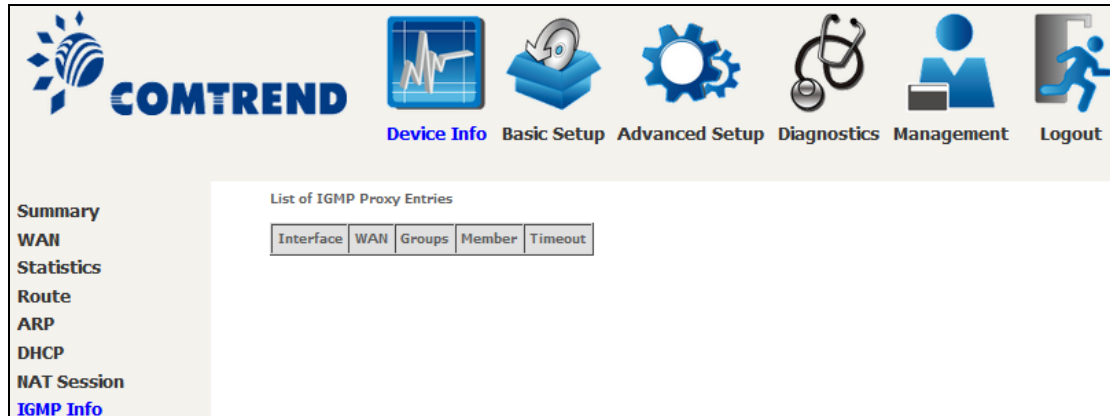 COMTREND
Device Info Basic Setup Advanced Setup Diagnostics Management Logout
Summary
WAN
Statistics
Route
ARP
DHCP
NAT Session
IGMP Info
List of IGMP Proxy Entries
Interface WAN Groups Member Timeout